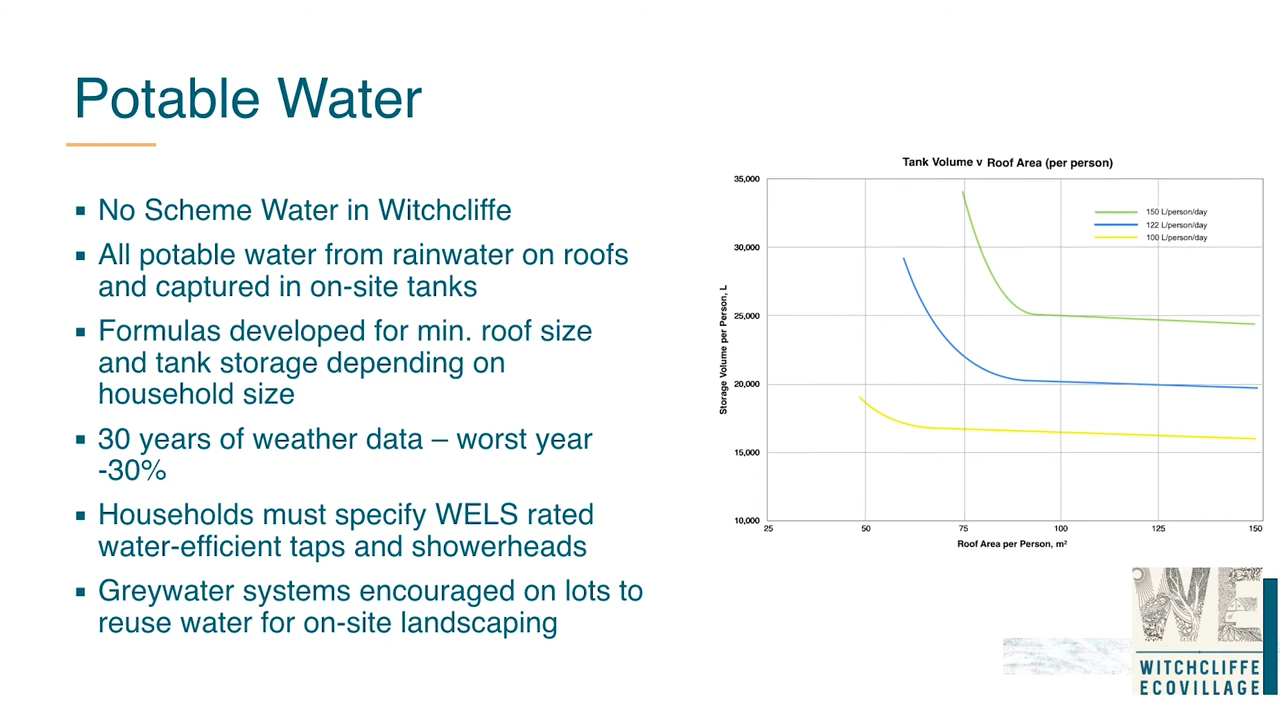 Potable Water
▪ No Scheme Water in Witchcliffe
▪ All potable water from rainwater on roofs
and captured in on-site tanks
▪ Formulas developed for min. roof size
and tank storage depending on
household size
▪ 30 years of weather data – worst year
-30%
▪ Households must specify WELS rated
water-efficient taps and showerheads
▪ Greywater systems encouraged on lots to
reuse water for on-site landscaping
Tank Volume v Roof Area (per person)
35,000
30,000
25,000
20,000
15,000
10,000
Storage Volume per Person, L
150 L/person/day
122 L/person/day
100 L/person/day
25 50 75 100 125 150
Roof Area per Person, m²
WE
WITCHCLIFFE
ECOVILLAGE